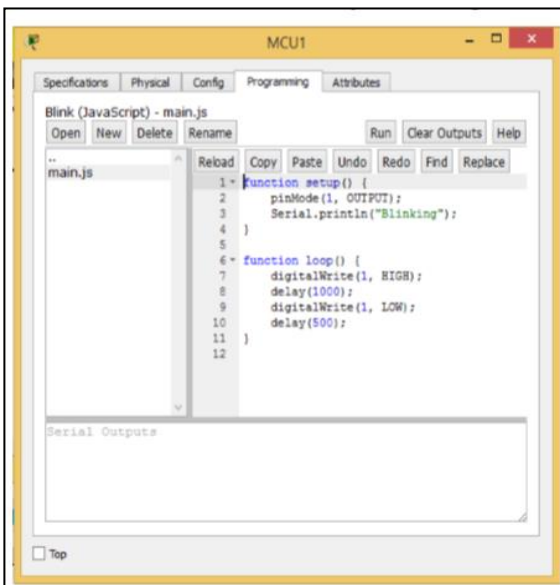 MCU1
Specifications Physical Config Programming Attributes
Blink (JavaScript) - main.js
Open New Delete Rename Run Clear Outputs Help
..
main.js
Reload Copy Paste Undo Redo Find Replace
1 function setup() {
2 pinMode(1, OUTPUT);
3 Serial.println("Blinking");
4 }
5
6 function loop() {
7 digitalWrite(1, HIGH);
8 delay(1000);
9 digitalWrite(1, LOW);
10 delay(500);
11 }
12
Serial Outputs
Top